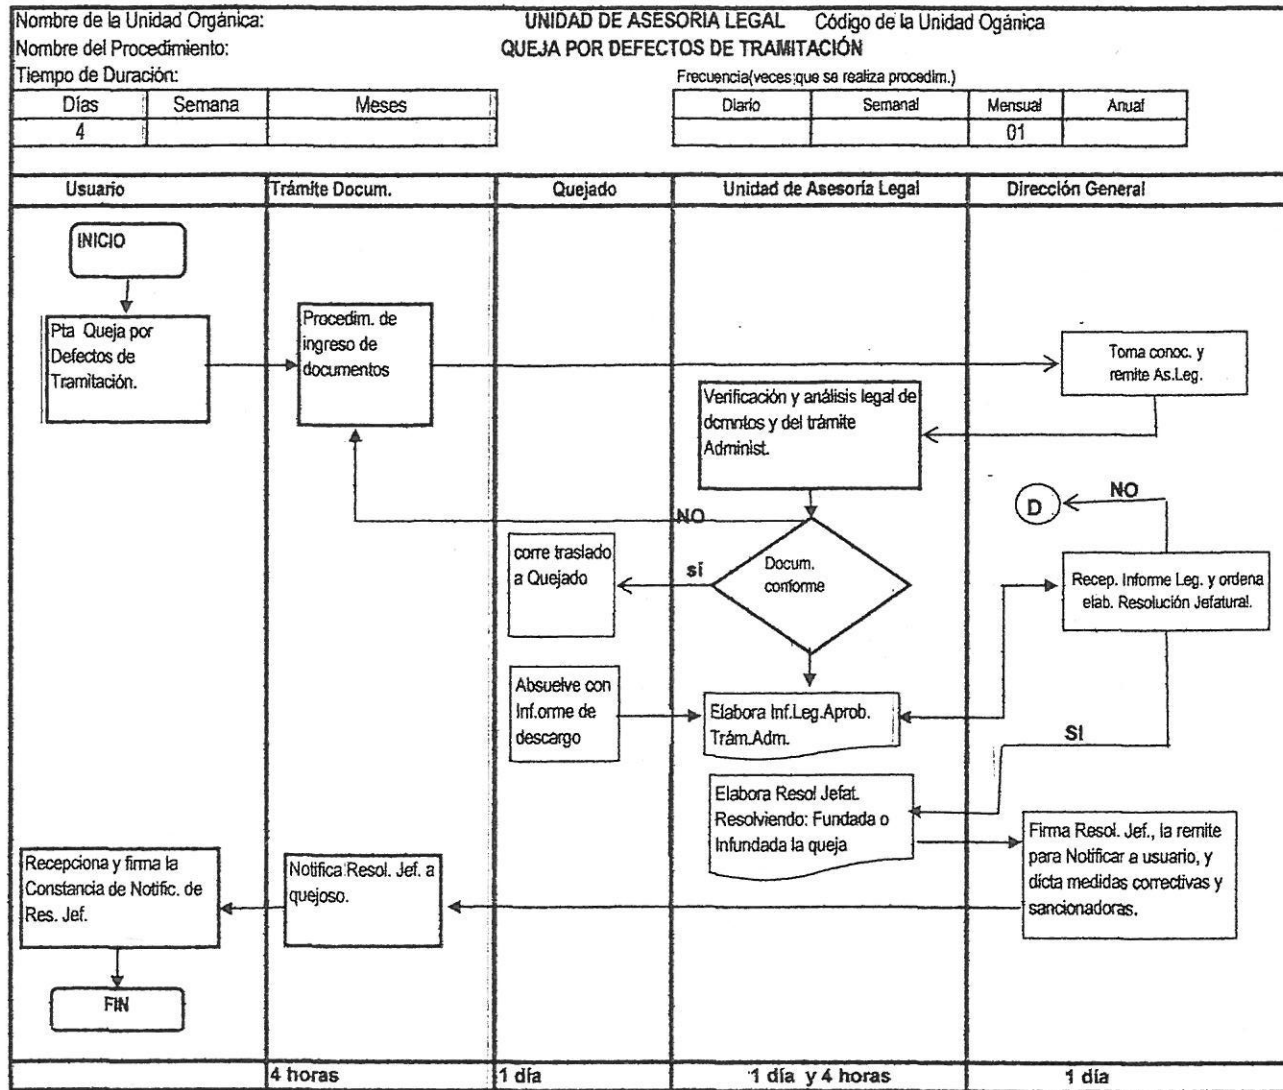 Nombre de la Unidad Orgánica: UNIDAD DE ASESORIA LEGAL Código de la Unidad Ogánica
Nombre del Procedimiento: QUEJA POR DEFECTOS DE TRAMITACIÓN
Tiempo de Duración: Frecuencia(veces que se realiza procedim.)
Días Semana Meses Diario Semanal Mensual Anual
4 01
Usuario Trámite Docum. Quejado Unidad de Asesoría Legal Dirección General
INICIO
Pta Queja por
Defectos de
Tramitación.
Procedim. de
ingreso de
documentos
Toma conoc. y
remite As.Leg.
Verificación y análisis legal de
dcmntos y del trámite
Administ.
NO
D
NO
corre traslado
a Quejado
sí
Docum.
conforme
Recep. Informe Leg. y ordena
elab. Resolución Jefatural.
Absuelve con
Inf.orme de
descargo
Elabora Inf.Leg.Aprob.
Trám.Adm.
SI
Elabora Resol Jefat.
Resolviendo: Fundada o
Infundada la queja
Firma Resol. Jef., la remite
para Notificar a usuario, y
dicta medidas correctivas y
sancionadoras.
Notifica Resol. Jef. a
quejoso.
Recepciona y firma la
Constancia de Notific. de
Res. Jef.
FIN
4 horas 1 día 1 día y 4 horas 1 día